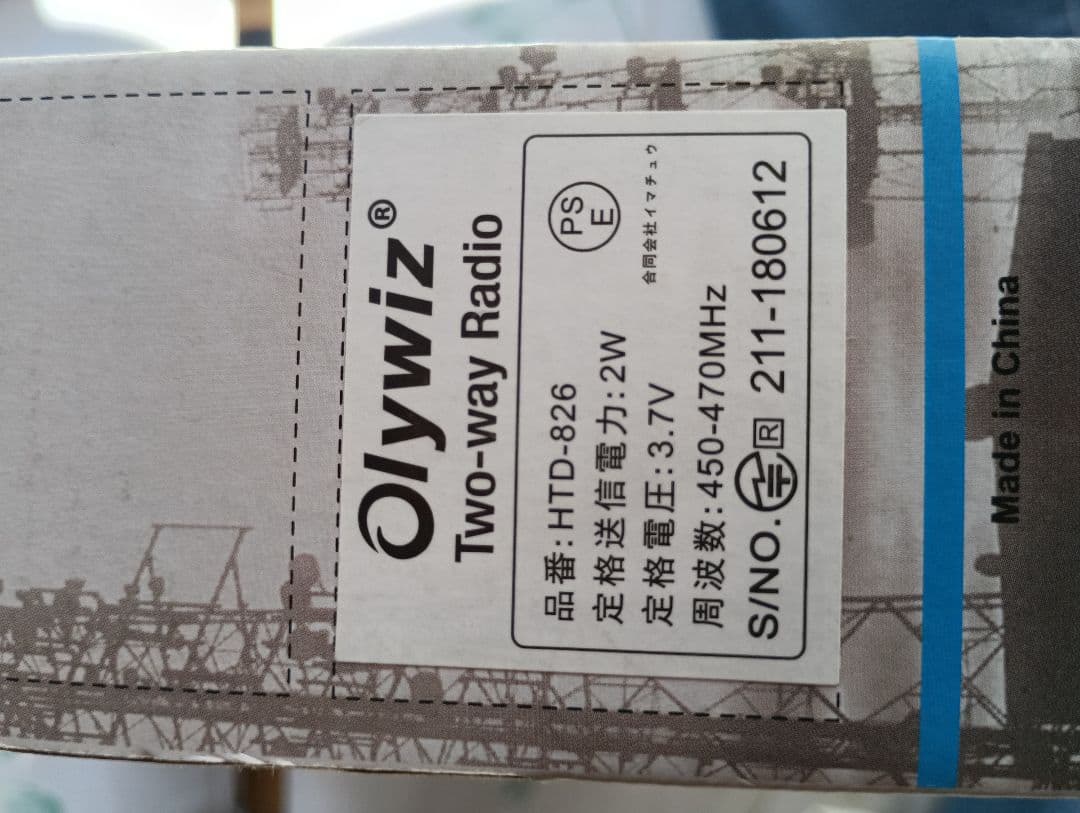 Olywiz®
Two-way Radio
品番:HTD-826
PSE
定格送信電力:2W
合同会社イマチュウ
定格電圧:3.7V
周波数:450-470MHz
S/NO. R 211-180612
Made in China